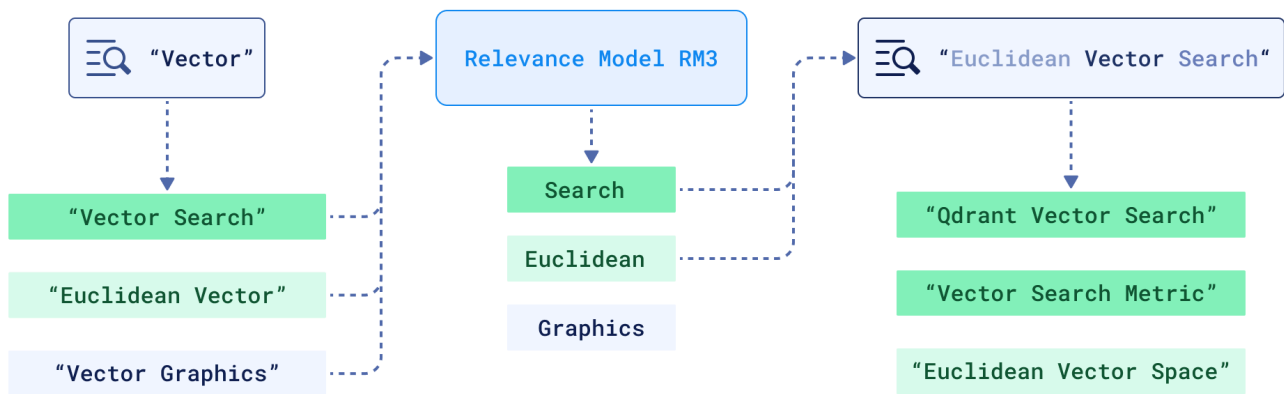 “Vector”
“Vector Search”
“Euclidean Vector”
“Vector Graphics”
Relevance Model RM3
Search
Euclidean
Graphics
“Euclidean Vector Search“
“Qdrant Vector Search”
“Vector Search Metric”
“Euclidean Vector Space”